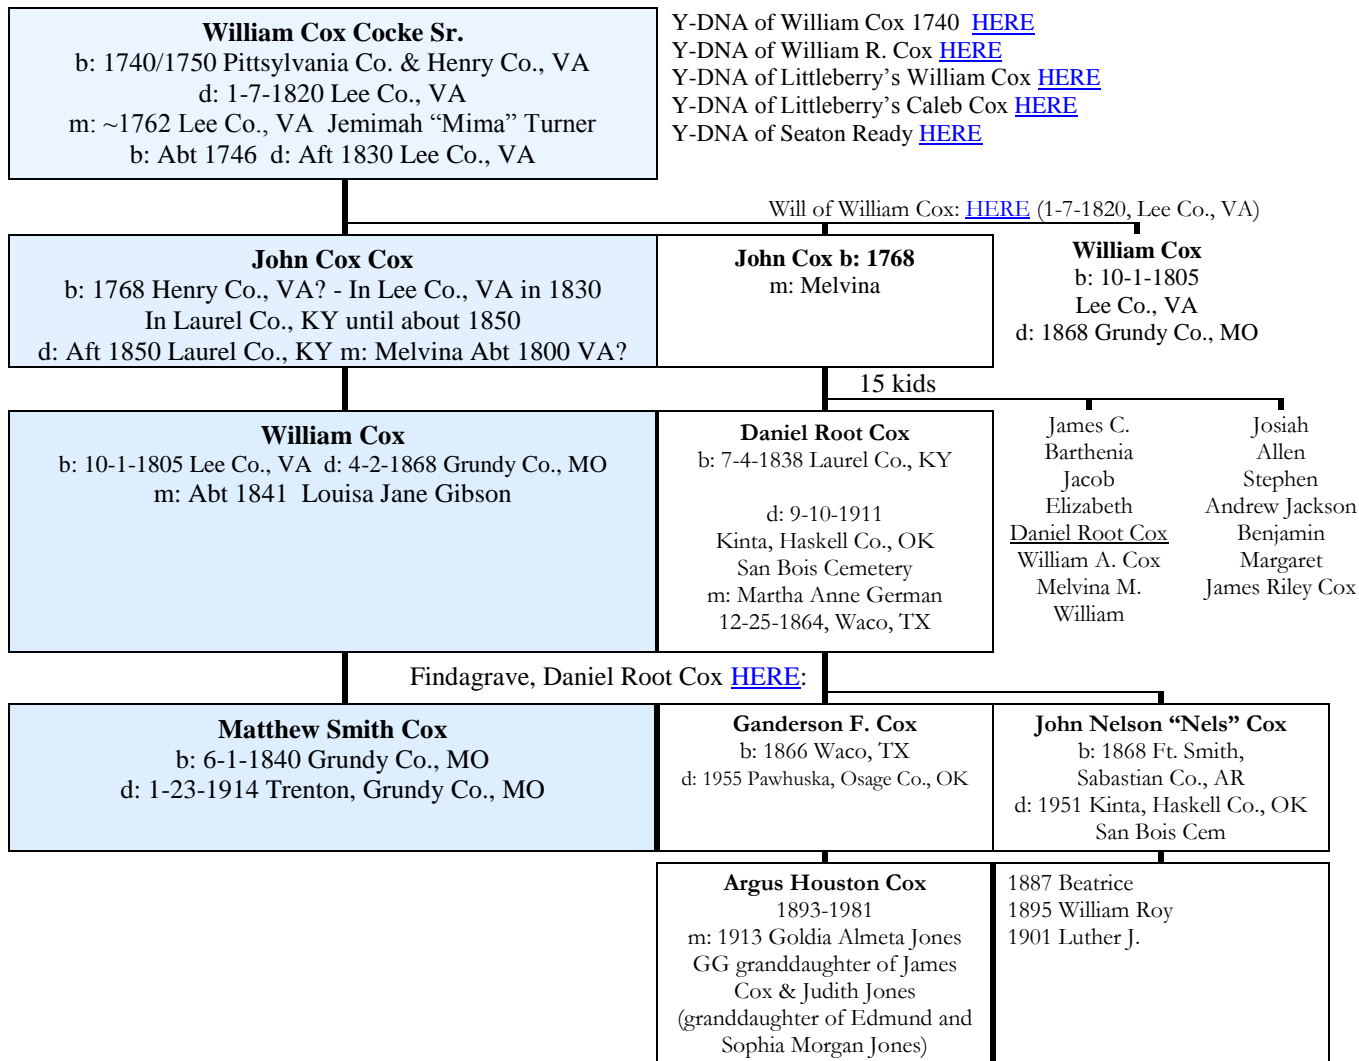 William Cox Cocke Sr.
b: 1740/1750 Pittsylvania Co. & Henry Co., VA
d: 1-7-1820 Lee Co., VA
m: ~1762 Lee Co., VA  Jemimah “Mima” Turner
b: Abt 1746  d: Aft 1830 Lee Co., VA
Y-DNA of William Cox 1740  HERE
Y-DNA of William R. Cox HERE
Y-DNA of Littleberry’s William Cox HERE
Y-DNA of Littleberry’s Caleb Cox HERE
Y-DNA of Seaton Ready HERE
Will of William Cox: HERE (1-7-1820, Lee Co., VA)
John Cox Cox
b: 1768 Henry Co., VA? - In Lee Co., VA in 1830
In Laurel Co., KY until about 1850
d: Aft 1850 Laurel Co., KY m: Melvina Abt 1800 VA?
John Cox b: 1768
m: Melvina
William Cox
b: 10-1-1805
Lee Co., VA
d: 1868 Grundy Co., MO
15 kids
William Cox
b: 10-1-1805 Lee Co., VA  d: 4-2-1868 Grundy Co., MO
m: Abt 1841  Louisa Jane Gibson
Daniel Root Cox
b: 7-4-1838 Laurel Co., KY
d: 9-10-1911
Kinta, Haskell Co., OK
San Bois Cemetery
m: Martha Anne German
12-25-1864, Waco, TX
James C.
Barthenia
Jacob
Elizabeth
Daniel Root Cox
William A. Cox
Melvina M.
William
Josiah
Allen
Stephen
Andrew Jackson
Benjamin
Margaret
James Riley Cox
Findagrave, Daniel Root Cox HERE:
Matthew Smith Cox
b: 6-1-1840 Grundy Co., MO
d: 1-23-1914 Trenton, Grundy Co., MO
Ganderson F. Cox
b: 1866 Waco, TX
d: 1955 Pawhuska, Osage Co., OK
John Nelson “Nels” Cox
b: 1868 Ft. Smith,
Sabastian Co., AR
d: 1951 Kinta, Haskell Co., OK
San Bois Cem
Argus Houston Cox
1893-1981
m: 1913 Goldia Almeta Jones
GG granddaughter of James
Cox & Judith Jones
(granddaughter of Edmund and
Sophia Morgan Jones)
1887 Beatrice
1895 William Roy
1901 Luther J.